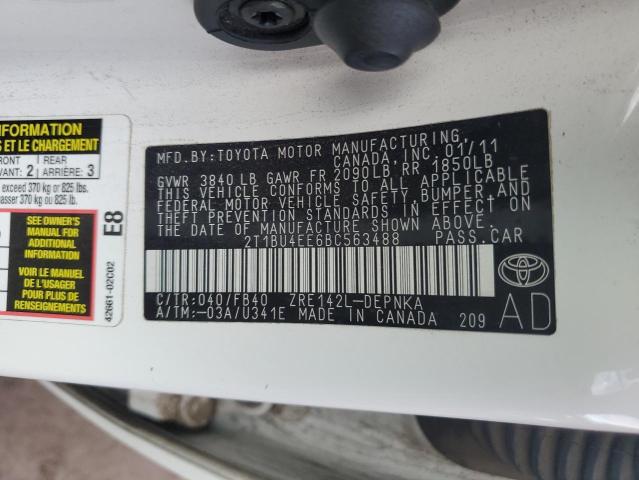 INFORMATION
S ET LE CHARGEMENT
FRONT REAR
VANT: 2 ARRIÈRE: 3
exceed 370 kg or 825 lbs.
passer 370 kg ou 825 lb.
SEE OWNER'S
MANUAL FOR
ADDITIONAL
INFORMATION
VOIR LE MANUEL
DE L'USAGER
POUR PLUS DE
RENSEIGNEMENTS
E8
42661-02C02
MFD. BY: TOYOTA MOTOR MANUFACTURING,
CANADA, INC. 01/11
GVWR 3840 LB GAWR FR 2090LB RR 1850LB
THIS VEHICLE CONFORMS TO ALL APPLICABLE
FEDERAL MOTOR VEHICLE SAFETY, BUMPER, AND
THEFT PREVENTION STANDARDS IN EFFECT ON
THE DATE OF MANUFACTURE SHOWN ABOVE.
2T1BU4EE6BC563488 PASS. CAR
C/TR: 040/FB40 ZRE142L-DEPNKA
A/TM: -03A/U341E MADE IN CANADA 209
AD